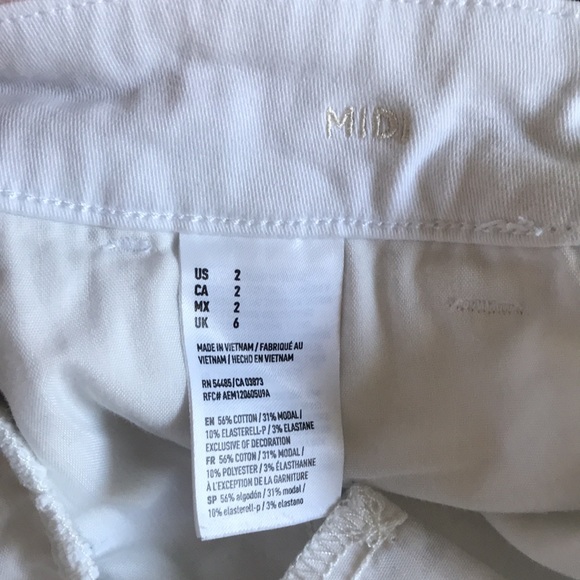 MIDI
US 2
CA 2
MX 2
UK 6
MADE IN VIETNAM / FABRIQUÉ AU
VIETNAM / HECHO EN VIETNAM
RN 54485 / CA 03873
RFC# AEM120605U9A
EN 56% COTTON / 31% MODAL /
10% ELASTERELL-P / 3% ELASTANE
EXCLUSIVE OF DECORATION
FR 56% COTON / 31% MODAL /
10% POLYESTER / 3% ÉLASTHANNE
À L'EXCEPTION DE LA GARNITURE
SP 56% algodón / 31% modal /
10% elasterell-p / 3% elastano